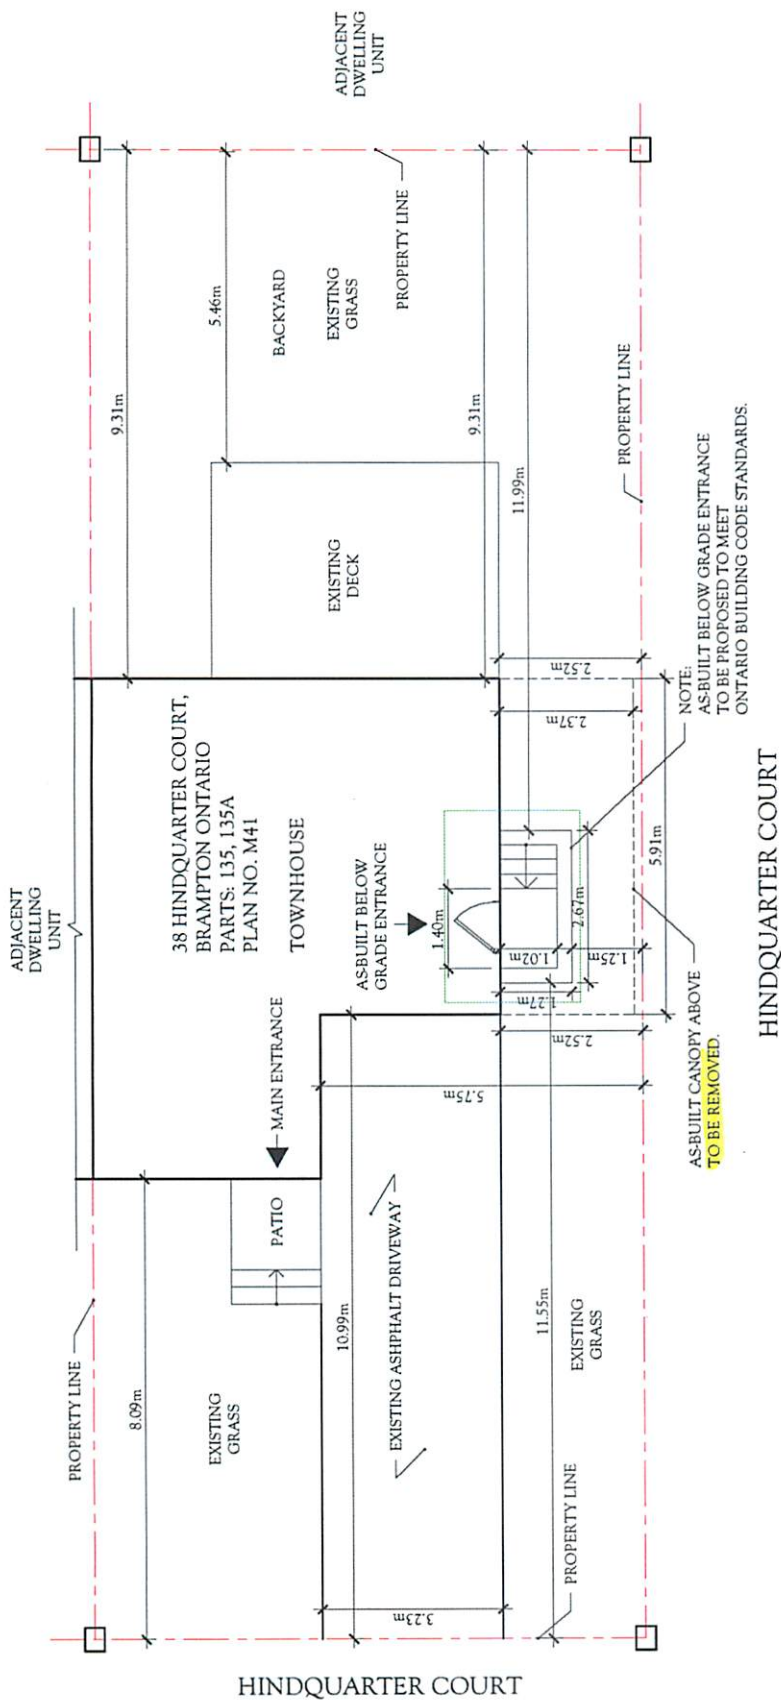 ADJACENT
DWELLING
UNIT
9.31m
5.46m
BACKYARD
EXISTING
GRASS
PROPERTY LINE
9.31m
11.99m
PROPERTY LINE
EXISTING
DECK
ADJACENT
DWELLING
UNIT
38 HINDQUARTER COURT,
BRAMPTON ONTARIO
PARTS: 135, 135A
PLAN NO. M41
TOWNHOUSE
AS-BUILT BELOW
GRADE ENTRANCE
1.40m
2.67m
1.02m
1.25m
1.27m
2.52m
2.37m
5.91m
2.52m
5.75m
NOTE:
AS-BUILT BELOW GRADE ENTRANCE
TO BE PROPOSED TO MEET
ONTARIO BUILDING CODE STANDARDS.
AS-BUILT CANOPY ABOVE
TO BE REMOVED.
HINDQUARTER COURT
MAIN ENTRANCE
PATIO
PROPERTY LINE
8.09m
EXISTING
GRASS
10.99m
EXISTING ASHPHALT DRIVEWAY
11.55m
EXISTING
GRASS
3.23m
PROPERTY LINE
HINDQUARTER COURT